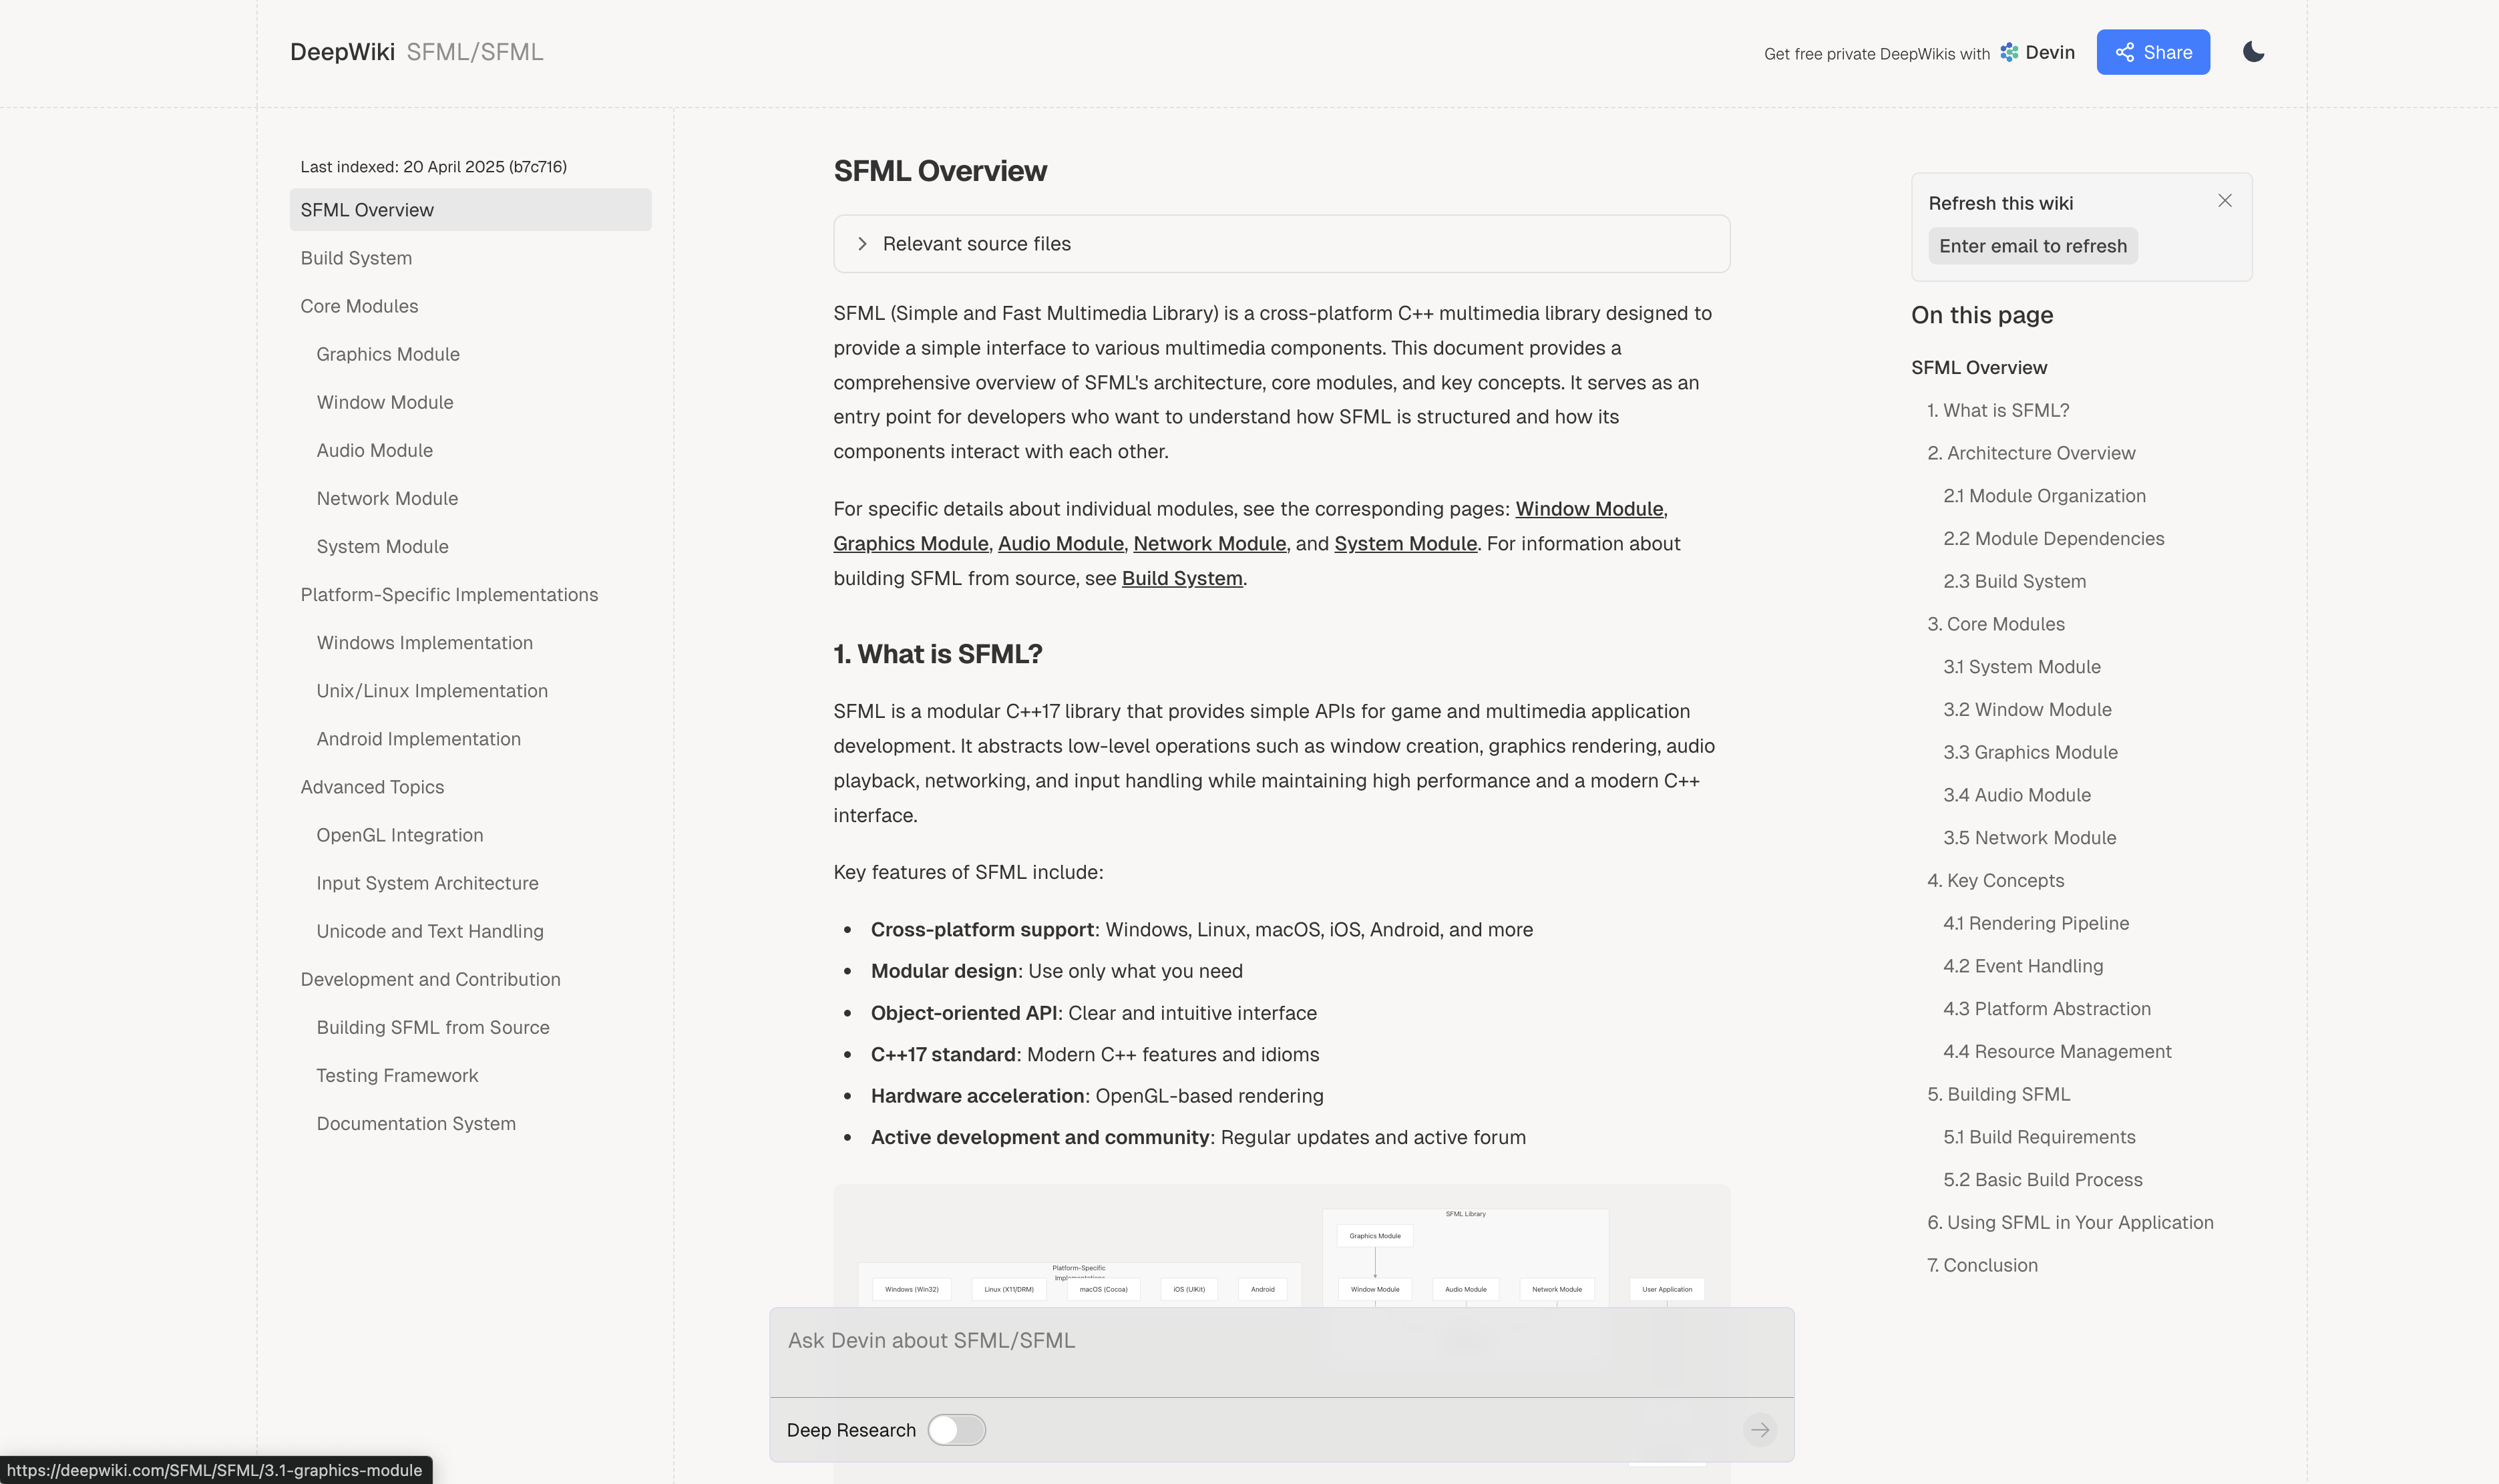 DeepWiki SFML/SFML
Get free private DeepWikis with Devin
Share
Last indexed: 20 April 2025 (b7c716)
SFML Overview
Build System
Core Modules
Graphics Module
Window Module
Audio Module
Network Module
System Module
Platform-Specific Implementations
Windows Implementation
Unix/Linux Implementation
Android Implementation
Advanced Topics
OpenGL Integration
Input System Architecture
Unicode and Text Handling
Development and Contribution
Building SFML from Source
Testing Framework
Documentation System
SFML Overview
Relevant source files
SFML (Simple and Fast Multimedia Library) is a cross-platform C++ multimedia library designed to
provide a simple interface to various multimedia components. This document provides a
comprehensive overview of SFML's architecture, core modules, and key concepts. It serves as an
entry point for developers who want to understand how SFML is structured and how its
components interact with each other.
For specific details about individual modules, see the corresponding pages: Window Module,
Graphics Module, Audio Module, Network Module, and System Module. For information about
building SFML from source, see Build System.
1. What is SFML?
SFML is a modular C++17 library that provides simple APIs for game and multimedia application
development. It abstracts low-level operations such as window creation, graphics rendering, audio
playback, networking, and input handling while maintaining high performance and a modern C++
interface.
Key features of SFML include:
• Cross-platform support: Windows, Linux, macOS, iOS, Android, and more
• Modular design: Use only what you need
• Object-oriented API: Clear and intuitive interface
• C++17 standard: Modern C++ features and idioms
• Hardware acceleration: OpenGL-based rendering
• Active development and community: Regular updates and active forum
SFML Library
Graphics Module
Platform-Specific
Implementations
Windows (Win32)
Linux (X11/DRM)
macOS (Cocoa)
iOS (UIKit)
Android
Window Module
Audio Module
Network Module
User Application
Ask Devin about SFML/SFML
Deep Research
Refresh this wiki
Enter email to refresh
On this page
SFML Overview
1. What is SFML?
2. Architecture Overview
2.1 Module Organization
2.2 Module Dependencies
2.3 Build System
3. Core Modules
3.1 System Module
3.2 Window Module
3.3 Graphics Module
3.4 Audio Module
3.5 Network Module
4. Key Concepts
4.1 Rendering Pipeline
4.2 Event Handling
4.3 Platform Abstraction
4.4 Resource Management
5. Building SFML
5.1 Build Requirements
5.2 Basic Build Process
6. Using SFML in Your Application
7. Conclusion
https://deepwiki.com/SFML/SFML/3.1-graphics-module